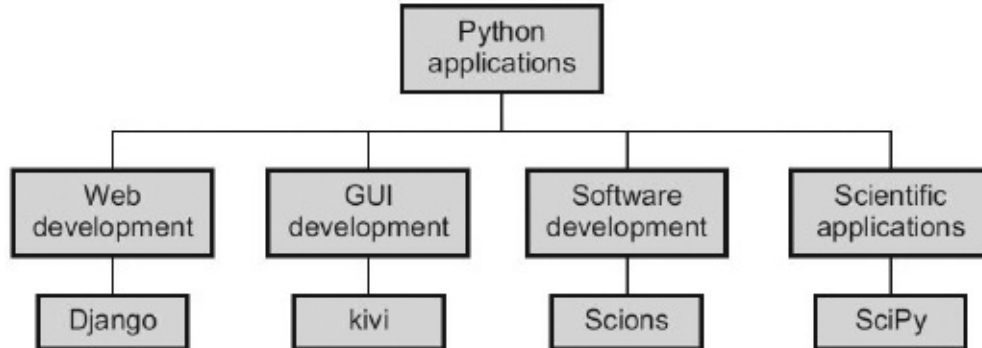 Python
applications
Web
development
GUI
development
Software
development
Scientific
applications
Django
kivi
Scions
SciPy